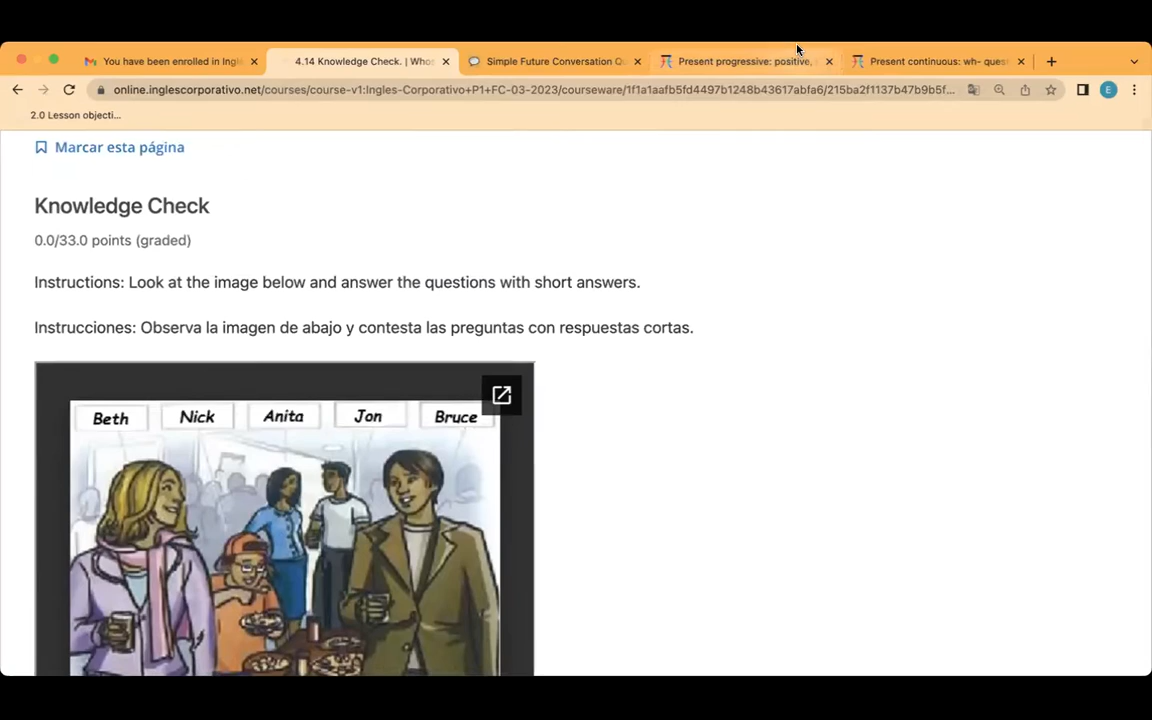 You have been enrolled in Ingl
4.14 Knowledge Check. | Whos
Simple Future Conversation Q
Present progressive: positive,
Present continuous: wh- ques
online.inglescorporativo.net/courses/course-v1:Ingles-Corporativo+P1+FC-03-2023/courseware/1f1a1aafb5fd4497b1248b43617abfa6/215ba2f1137b47b9b5f...
E
2.0 Lesson objecti...
Marcar esta página
Knowledge Check
0.0/33.0 points (graded)
Instructions: Look at the image below and answer the questions with short answers.
Instrucciones: Observa la imagen de abajo y contesta las preguntas con respuestas cortas.
Beth Nick Anita Jon Bruce